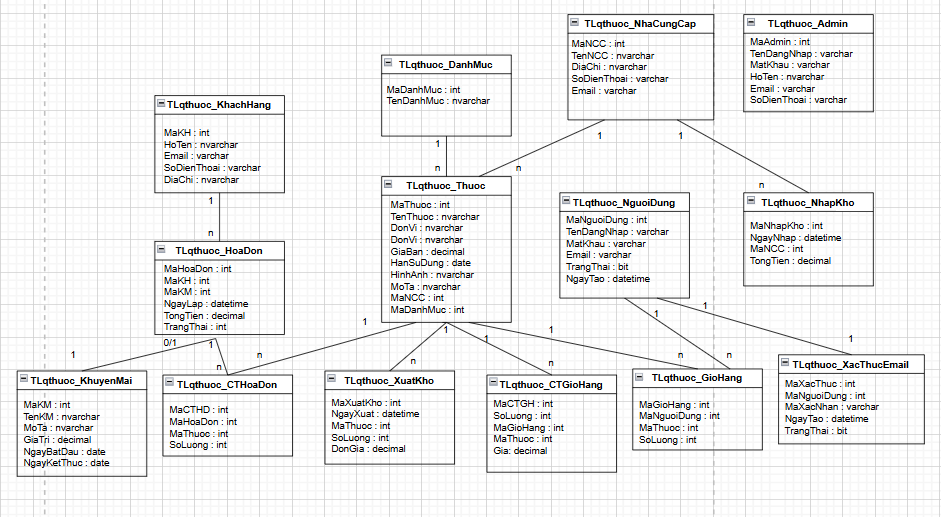 TLqthuoc_NhaCungCap
MaNCC : int
TenNCC : nvarchar
DiaChi : nvarchar
SoDienThoai : varchar
Email : varchar
TLqthuoc_Admin
MaAdmin : int
TenDangNhap : varchar
MatKhau : varchar
HoTen : nvarchar
Email : varchar
SoDienThoai : varchar
TLqthuoc_DanhMuc
MaDanhMuc : int
TenDanhMuc : nvarchar
TLqthuoc_KhachHang
MaKH : int
HoTen : nvarchar
Email : varchar
SoDienThoai : varchar
DiaChi : nvarchar
1
1
1
n
n
n
TLqthuoc_Thuoc
MaThuoc : int
TenThuoc : nvarchar
DonVi : nvarchar
DonVi : nvarchar
GiaBan : decimal
HanSuDung : date
HinhAnh : nvarchar
MoTa : nvarchar
MaNCC : int
MaDanhMuc : int
TLqthuoc_NguoiDung
MaNguoiDung : int
TenDangNhap : varchar
MatKhau : varchar
Email : varchar
TrangThai : bit
NgayTao : datetime
TLqthuoc_NhapKho
MaNhapKho : int
NgayNhap : datetime
MaNCC : int
TongTien : decimal
1
n
TLqthuoc_HoaDon
MaHoaDon : int
MaKH : int
MaKM : int
NgayLap : datetime
TongTien : decimal
TrangThai : int
1
1
1
1
1
1
0/1
1
1
1
n
n
n
n
n
n
TLqthuoc_KhuyenMai
MaKM : int
TenKM : nvarchar
MoTa : nvarchar
GiaTri : decimal
NgayBatDau : date
NgayKetThuc : date
TLqthuoc_CTHoaDon
MaCTHD : int
MaHoaDon : int
MaThuoc : int
SoLuong : int
TLqthuoc_XuatKho
MaXuatKho : int
NgayXuat : datetime
MaThuoc : int
SoLuong : int
DonGia : decimal
TLqthuoc_CTGioHang
MaCTGH : int
SoLuong : int
MaGioHang : int
MaThuoc : int
Gia: decimal
TLqthuoc_GioHang
MaGioHang : int
MaNguoiDung : int
MaThuoc : int
SoLuong : int
TLqthuoc_XacThucEmail
MaXacThuc : int
MaNguoiDung : int
MaXacNhan ; varchar
NgayTao : datetime
TrangThai : bit